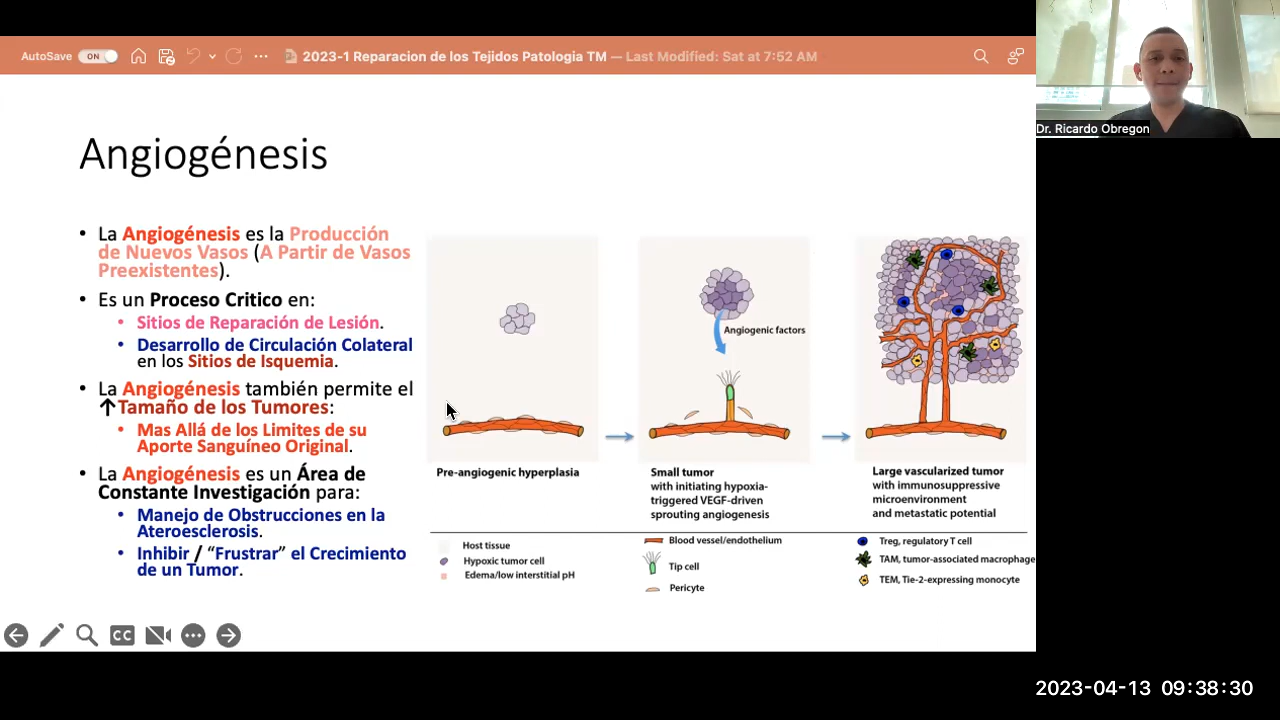 AutoSave ON
2023-1 Reparacion de los Tejidos Patologia TM — Last Modified: Sat at 7:52 AM
Dr. Ricardo Obregon
Angiogénesis
• La Angiogénesis es la Producción
de Nuevos Vasos (A Partir de Vasos
Preexistentes).
• Es un Proceso Critico en:
• Sitios de Reparación de Lesión.
• Desarrollo de Circulación Colateral
en los Sitios de Isquemia.
• La Angiogénesis también permite el
↑Tamaño de los Tumores:
• Mas Allá de los Limites de su
Aporte Sanguíneo Original.
• La Angiogénesis es un Área de
Constante Investigación para:
• Manejo de Obstrucciones en la
Ateroesclerosis.
• Inhibir / “Frustrar” el Crecimiento
de un Tumor.
Angiogenic factors
Pre-angiogenic hyperplasia
Small tumor
with initiating hypoxia-
triggered VEGF-driven
sprouting angiogenesis
Large vascularized tumor
with immunosuppressive
microenvironment
and metastatic potential
Host tissue
Hypoxic tumor cell
Edema/low interstitial pH
Blood vessel/endothelium
Tip cell
Pericyte
Treg, regulatory T cell
TAM, tumor-associated macrophage
TEM, Tie-2-expressing monocyte
CC
2023-04-13 09:38:30